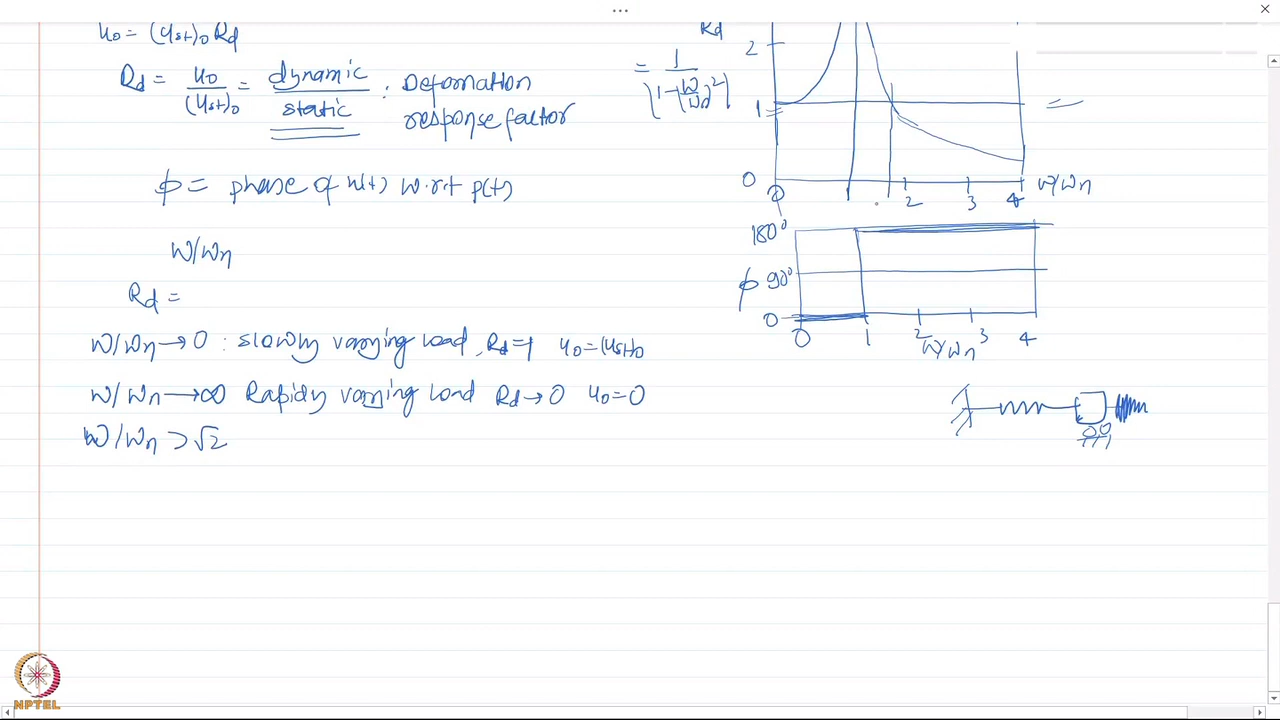 u₀ = (ust)₀ Rd
Rd = u₀/(ust)₀ = dynamic/static : Deformation response factor
= 1/|1-(ω/ωn)²|
ϕ = phase of u(t) w.r.t p(t)
ω/ωn
Rd =
ω/ωn → 0 : slowly varying load, Rd=1 u₀=(ust)₀
ω/ωn → ∞ Rapidly varying load Rd→0 u₀=0
ω/ωn > √2
Rd
2
1
0
0 1 2 3 4 ω/ωn
180°
ϕ 90°
0
0 1 2 3 4
ω/ωn
NPTEL